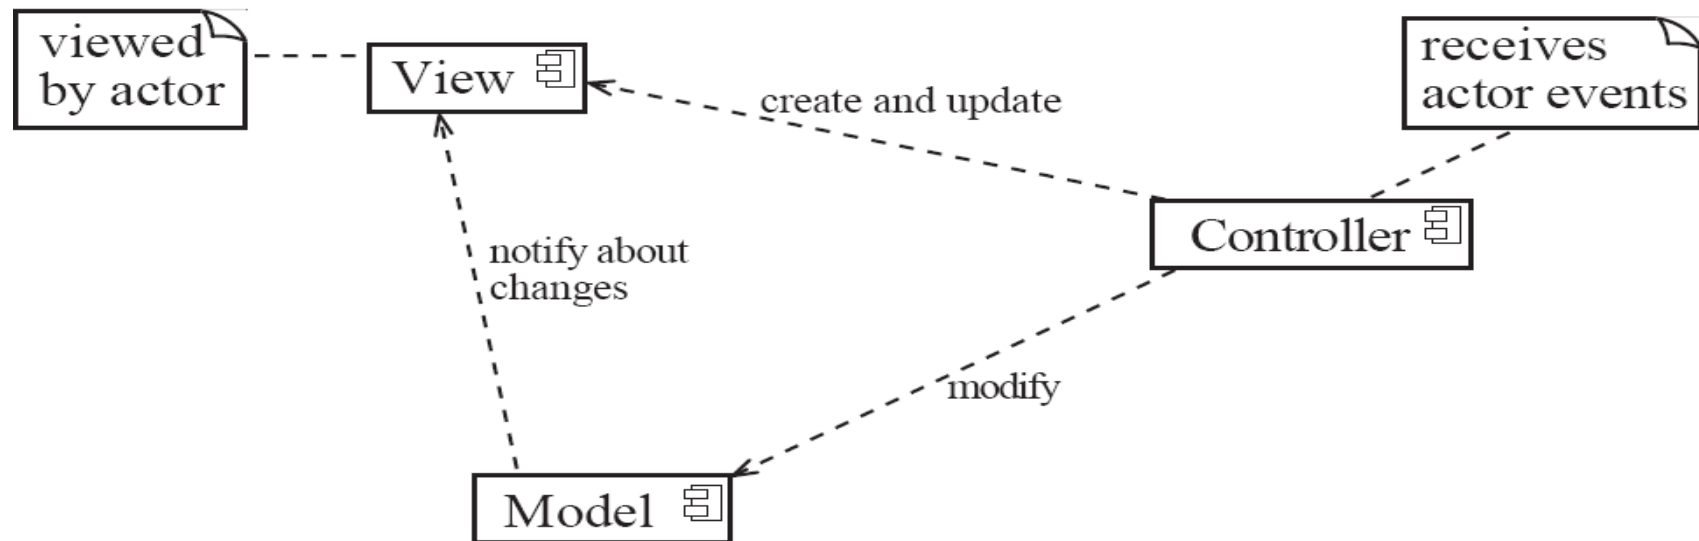 viewed
by actor
View
create and update
receives
actor events
Controller
notify about
changes
modify
Model